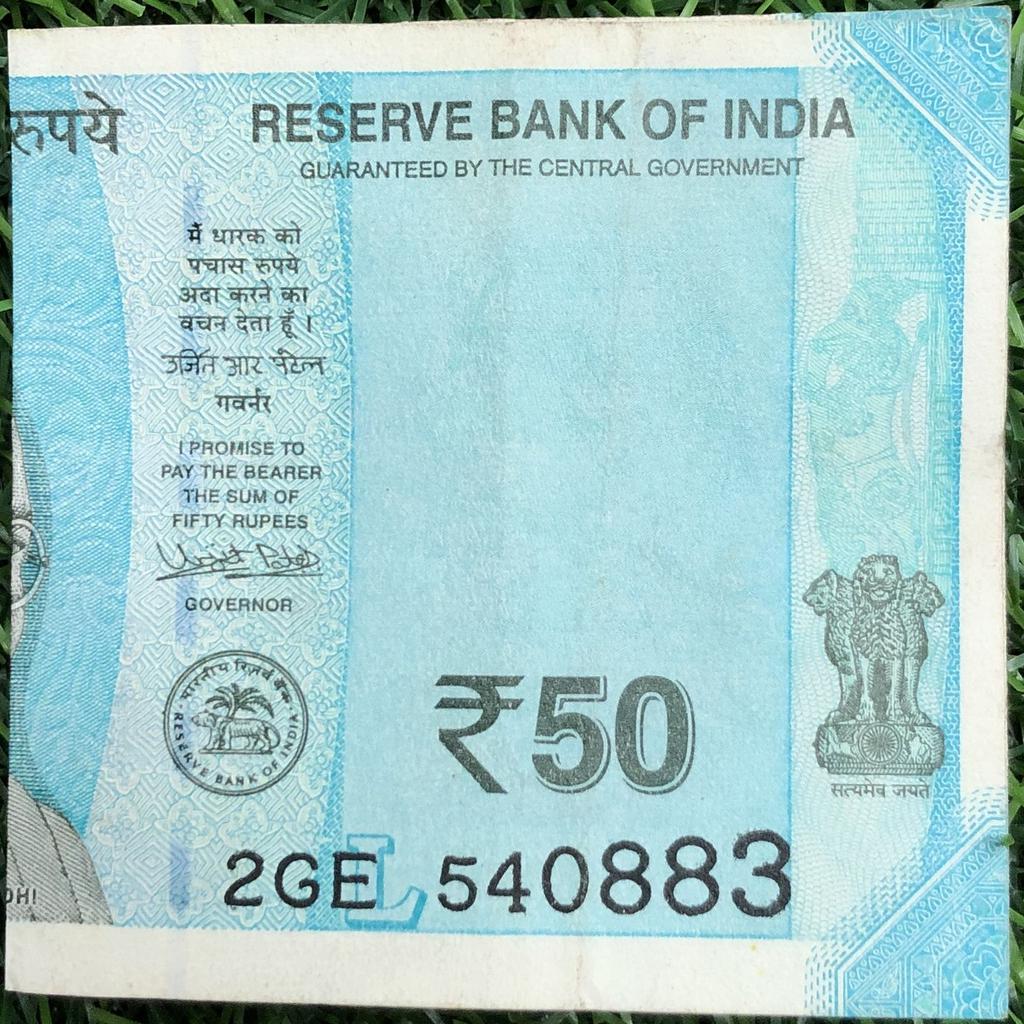 रुपये
RESERVE BANK OF INDIA
GUARANTEED BY THE CENTRAL GOVERNMENT
मैं धारक को
पचास रुपये
अदा करने का
वचन देता हूँ ।
उर्जित आर पटेल
गवर्नर
I PROMISE TO
PAY THE BEARER
THE SUM OF
FIFTY RUPEES
Urjit Patel
GOVERNOR
भारतीय रिज़र्व बैंक
RESERVE BANK OF INDIA
₹50
सत्यमेव जयते
L
2GE 540883